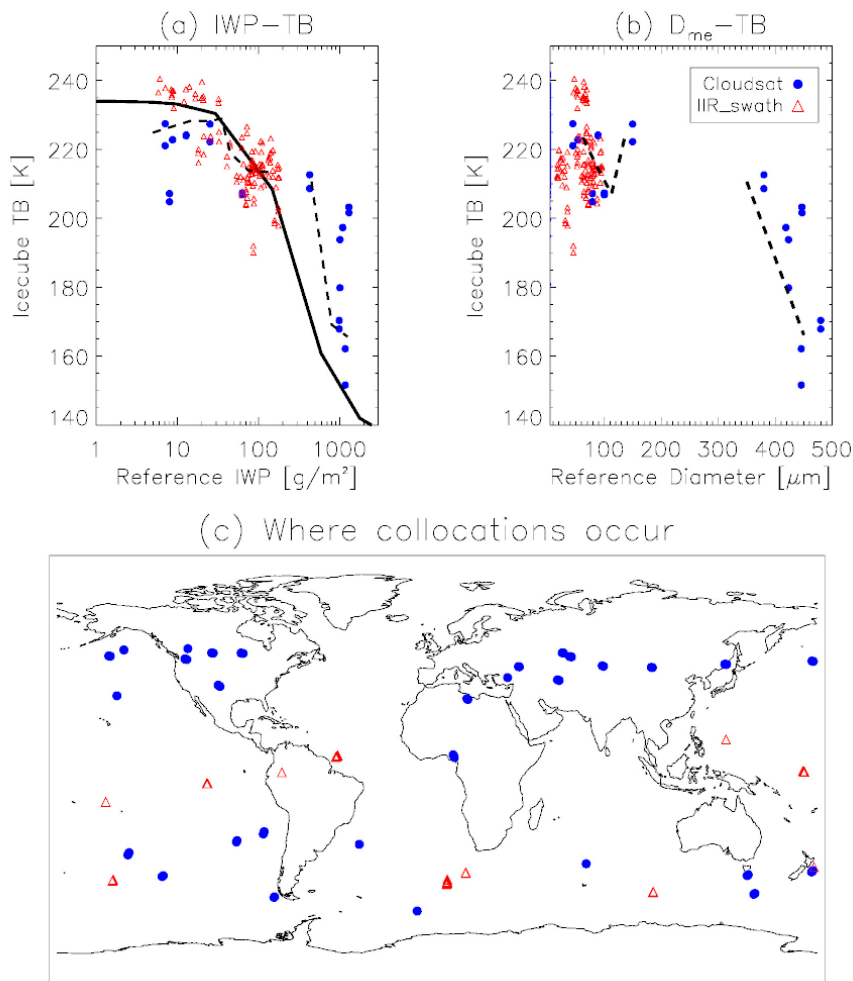 (a) IWP-TB
(b) D_me-TB
Icecube TB [K]
240
220
200
180
160
140
1
10
100
1000
Reference IWP [g/m²]
Icecube TB [K]
240
220
200
180
160
140
100
200
300
400
500
Reference Diameter [μm]
Cloudsat
IIR_swath
(c) Where collocations occur